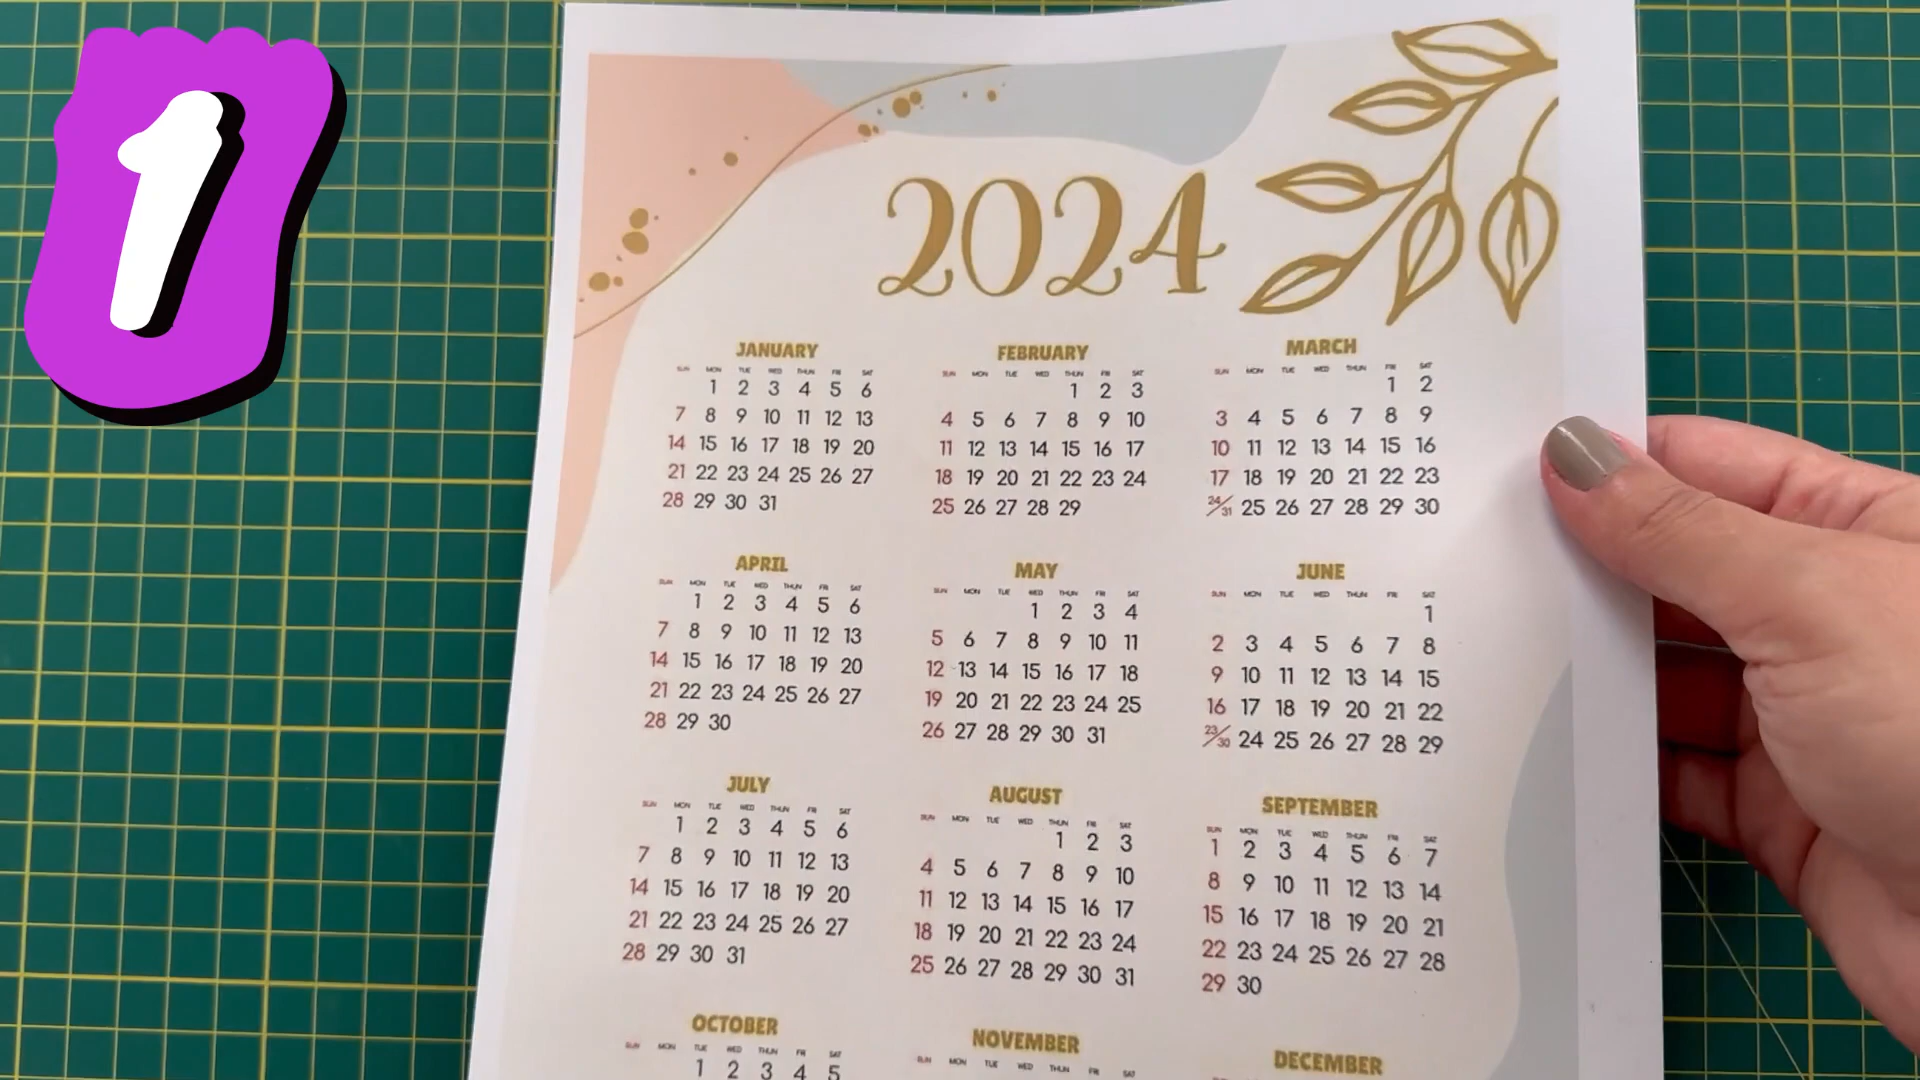 1
2024
JANUARY FEBRUARY MARCH
SUN MON TUE WED THUN FRI SAT SUN MON TUE WED THUN FRI SAT SUN MON TUE WED THUN FRI SAT
1 2 3 4 5 6 1 2 3 1 2
7 8 9 10 11 12 13 4 5 6 7 8 9 10 3 4 5 6 7 8 9
14 15 16 17 18 19 20 11 12 13 14 15 16 17 10 11 12 13 14 15 16
21 22 23 24 25 26 27 18 19 20 21 22 23 24 17 18 19 20 21 22 23
28 29 30 31 25 26 27 28 29 24/31 25 26 27 28 29 30
APRIL MAY JUNE
SUN MON TUE WED THUN FRI SAT SUN MON TUE WED THUN FRI SAT SUN MON TUE WED THUN FRI SAT
1 2 3 4 5 6 1 2 3 4 1
7 8 9 10 11 12 13 5 6 7 8 9 10 11 2 3 4 5 6 7 8
14 15 16 17 18 19 20 12 13 14 15 16 17 18 9 10 11 12 13 14 15
21 22 23 24 25 26 27 19 20 21 22 23 24 25 16 17 18 19 20 21 22
28 29 30 26 27 28 29 30 31 23/30 24 25 26 27 28 29
JULY AUGUST SEPTEMBER
SUN MON TUE WED THUN FRI SAT SUN MON TUE WED THUN FRI SAT SUN MON TUE WED THUN FRI SAT
1 2 3 4 5 6 1 2 3 1 2 3 4 5 6 7
7 8 9 10 11 12 13 4 5 6 7 8 9 10 8 9 10 11 12 13 14
14 15 16 17 18 19 20 11 12 13 14 15 16 17 15 16 17 18 19 20 21
21 22 23 24 25 26 27 18 19 20 21 22 23 24 22 23 24 25 26 27 28
28 29 30 31 25 26 27 28 29 30 31 29 30
OCTOBER NOVEMBER DECEMBER
SUN MON TUE WED THUN FRI SAT SUN MON TUE WED THUN FRI SAT
1 2 3 4 5